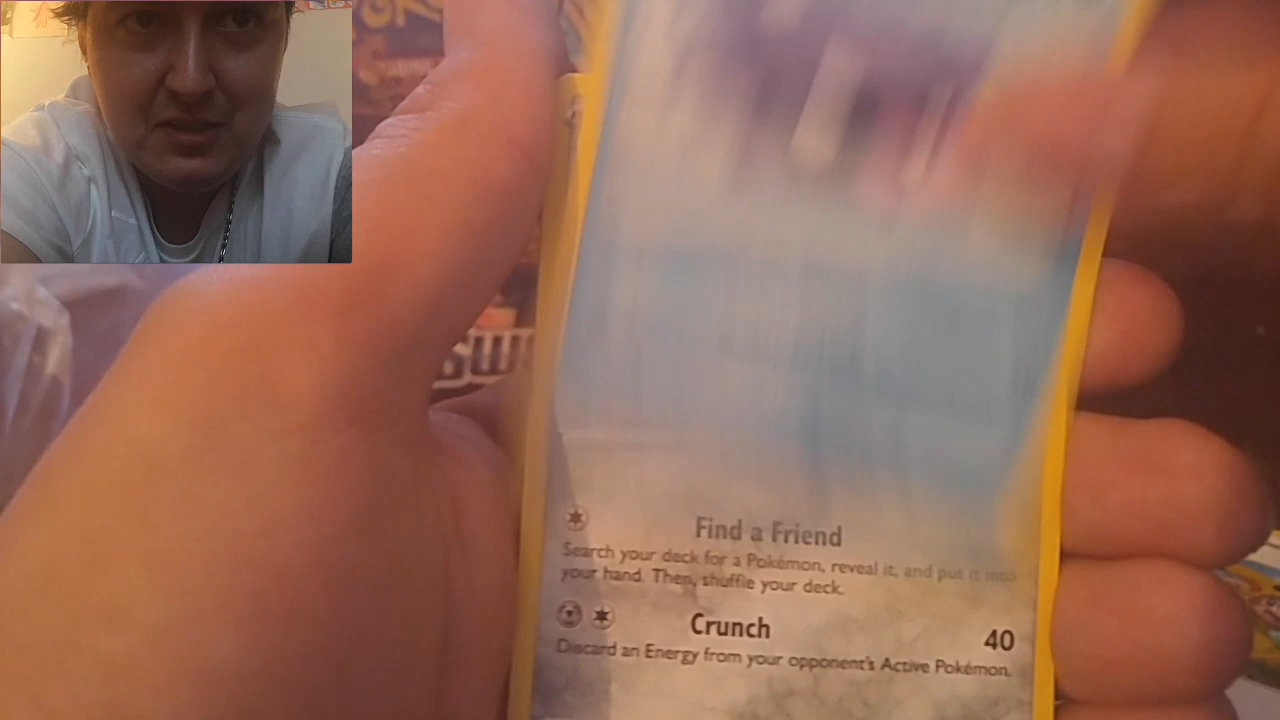 SW
Find a Friend
Search your deck for a Pokémon, reveal it, and put it into
your hand. Then, shuffle your deck.
Crunch 40
Discard an Energy from your opponent's Active Pokémon.